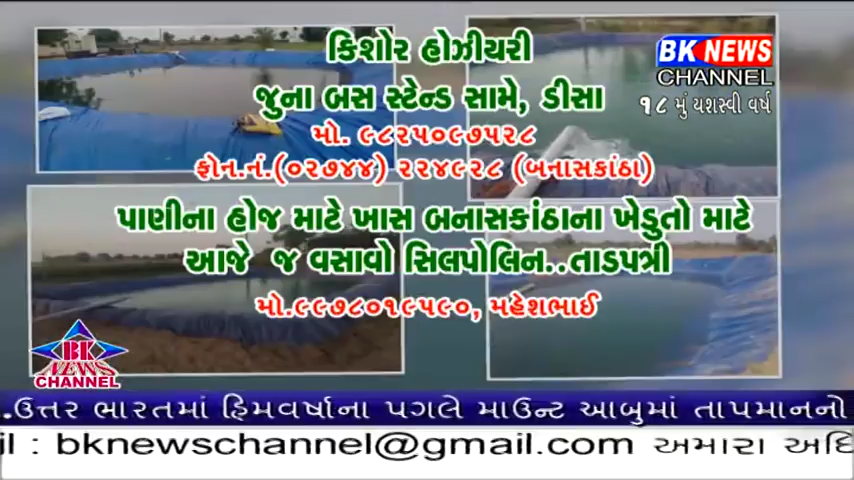 કિશોર હોઝીયરી
જુના બસ સ્ટેન્ડ સામે, ડીસા
મો. ૯૮૨૫૦૯૭૫૨૮
ફોન.નં.(૦૨૭૪૪) ૨૨૪૯૨૮ (બનાસકાંઠા)
BK NEWS
CHANNEL
૧૮ મું યશસ્વી વર્ષ
પાણીના હોજ માટે ખાસ બનાસકાંઠાના ખેડુતો માટે
આજે જ વસાવો સિલપોલિન..તાડપત્રી
મો.૯૯૭૮૦૧૯૫૯૦, મહેશભાઈ
BK
NEWS
CHANNEL
.ઉત્તર ભારતમાં હિમવર્ષાના પગલે માઉન્ટ આબુમાં તાપમાનનો
il : bknewschannel@gmail.com અમારા અધિ